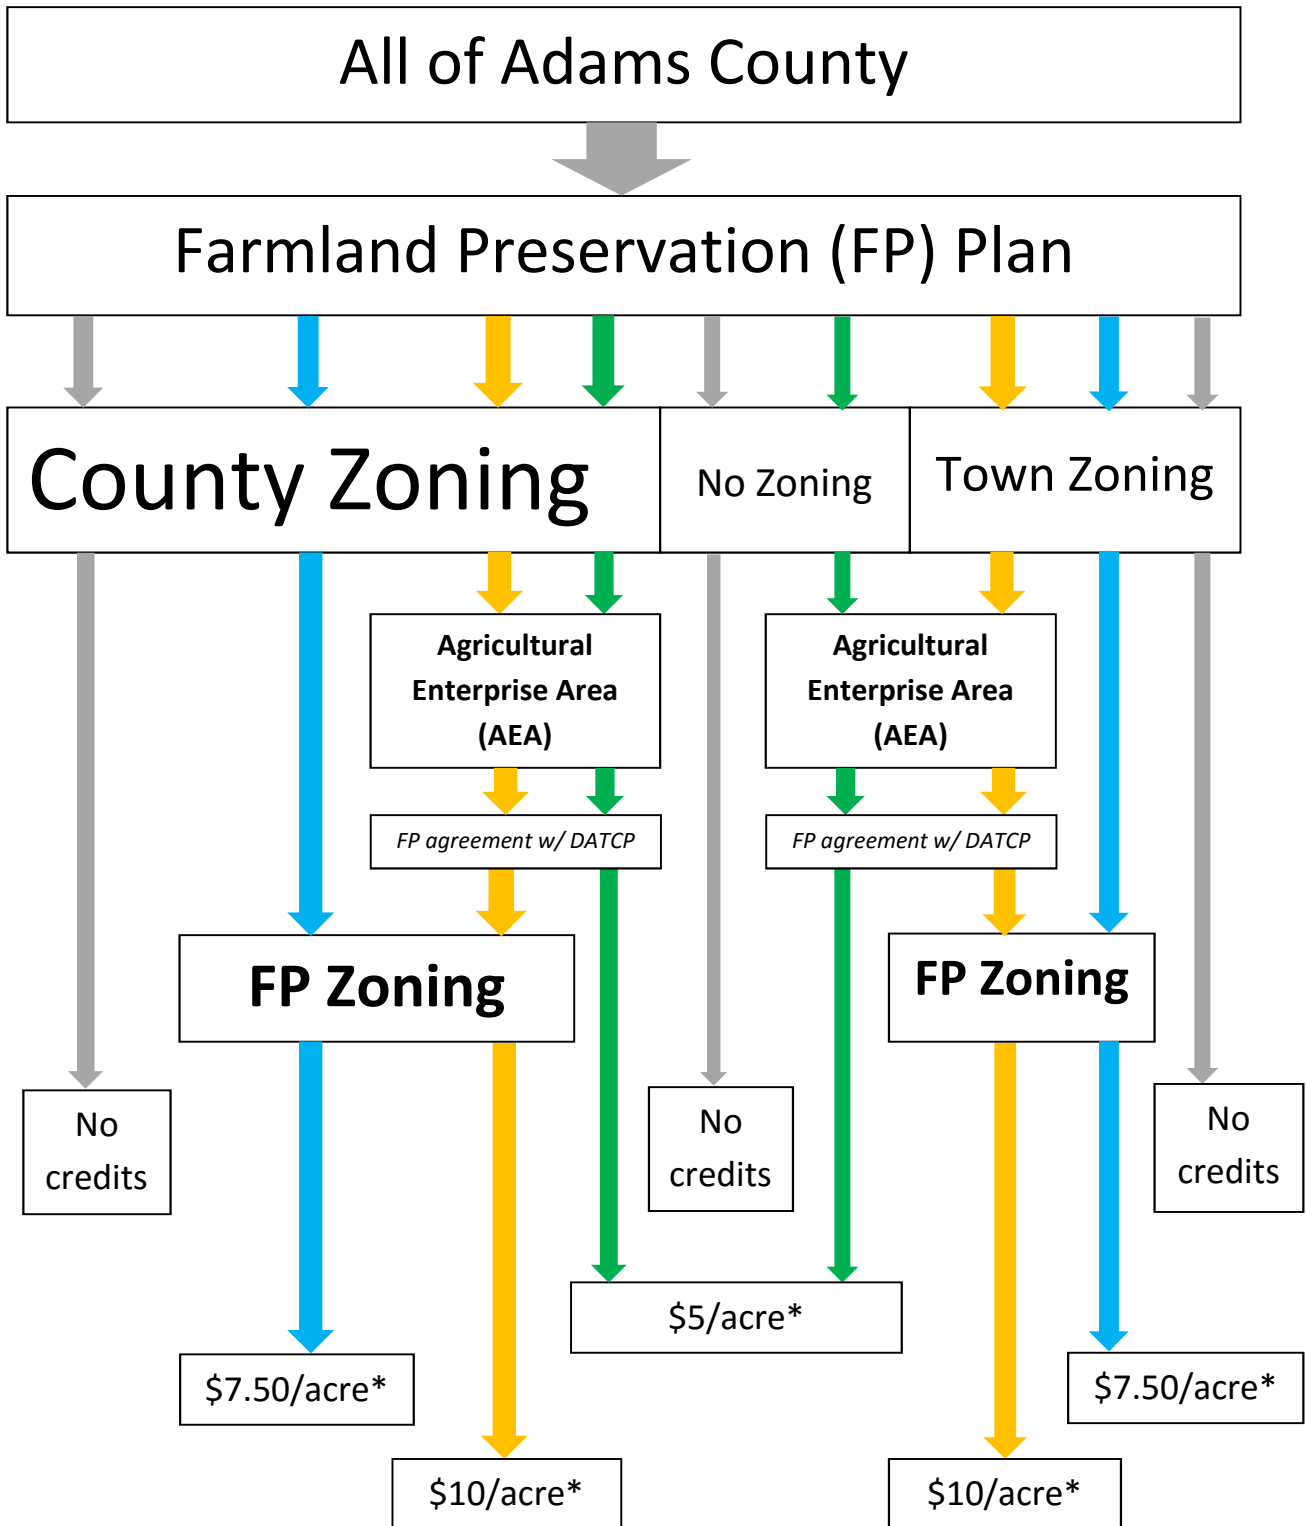 All of Adams County
Farmland Preservation (FP) Plan
County Zoning
No Zoning
Town Zoning
Agricultural
Enterprise Area
(AEA)
Agricultural
Enterprise Area
(AEA)
FP agreement w/ DATCP
FP agreement w/ DATCP
FP Zoning
FP Zoning
No
credits
No
credits
No
credits
$5/acre*
$7.50/acre*
$7.50/acre*
$10/acre*
$10/acre*